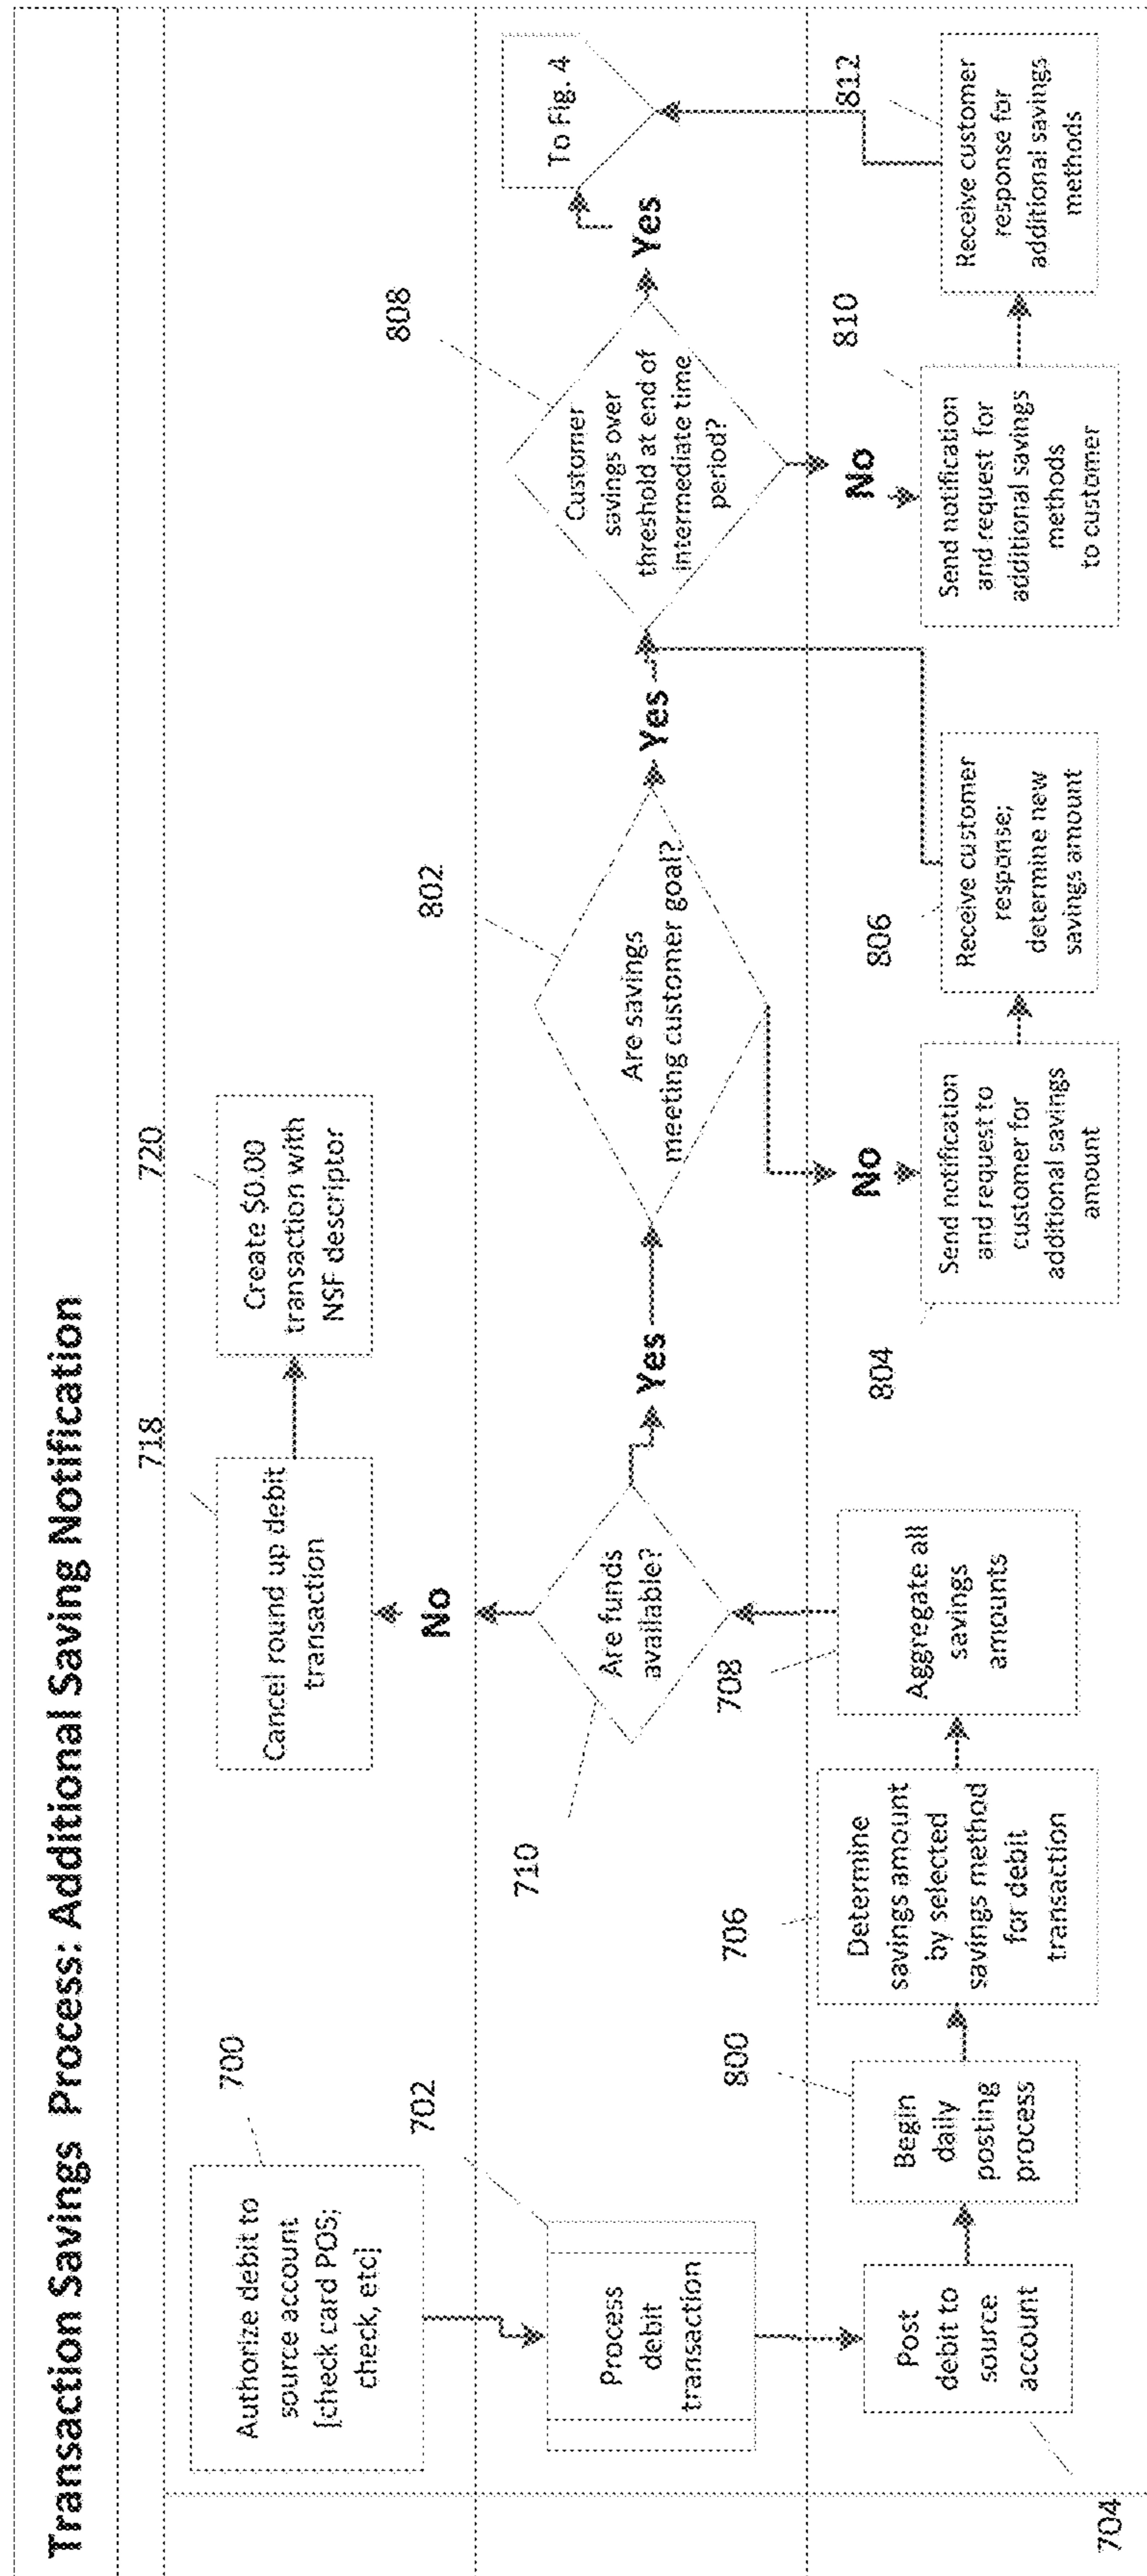 Transaction Savings Process: Additional Saving Notification
700
Authorize debit to
source account
[check card POS;
check, etc]
702
Process
debit
transaction
704
Post
debit to
source
account
800
Begin
daily
posting
process
706
Determine
savings amount
by selected
savings method
for debit
transaction
708
Aggregate all
savings
amounts
710
Are funds
available?
No
718
Cancel round up debit
transaction
720
Create $0.00
transaction with
NSF descriptor
Yes
802
Are savings
meeting customer goal?
No
804
Send notification
and request to
customer for
additional savings
amount
806
Receive customer
response;
determine new
savings amount
Yes
808
Customer
savings over
threshold at end of
intermediate time
period?
No
810
Send notification
and request for
additional savings
methods
to customer
812
Receive customer
response for
additional savings
methods
Yes
To Fig. 4